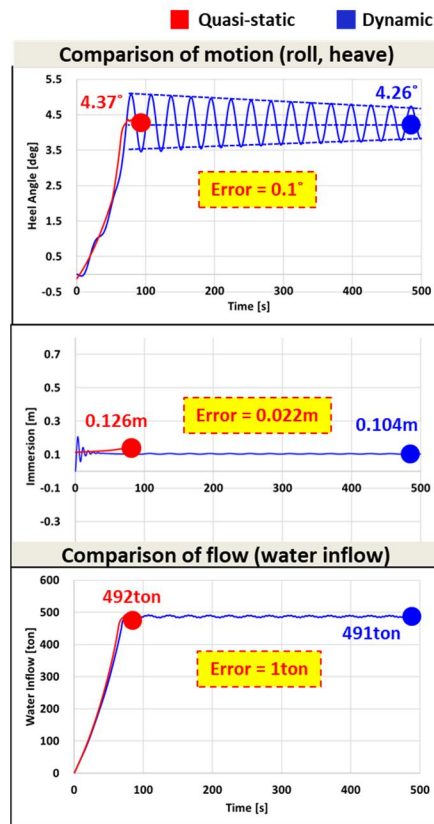 Quasi-static Dynamic
Comparison of motion (roll, heave)
5.5
4.5
3.5
2.5
1.5
0.5
-0.5
Heel Angle [deg]
4.37°
4.26°
Error = 0.1°
0 100 200 300 400 500
Time [s]
0.7
0.5
0.3
0.1
-0.1
-0.3
Immersion [m]
0.126m
Error = 0.022m
0.104m
0 100 200 300 400 500
Comparison of flow (water inflow)
600
500
400
300
200
100
0
Water Inflow [ton]
492ton
491ton
Error = 1ton
0 100 200 300 400 500
Time [s]